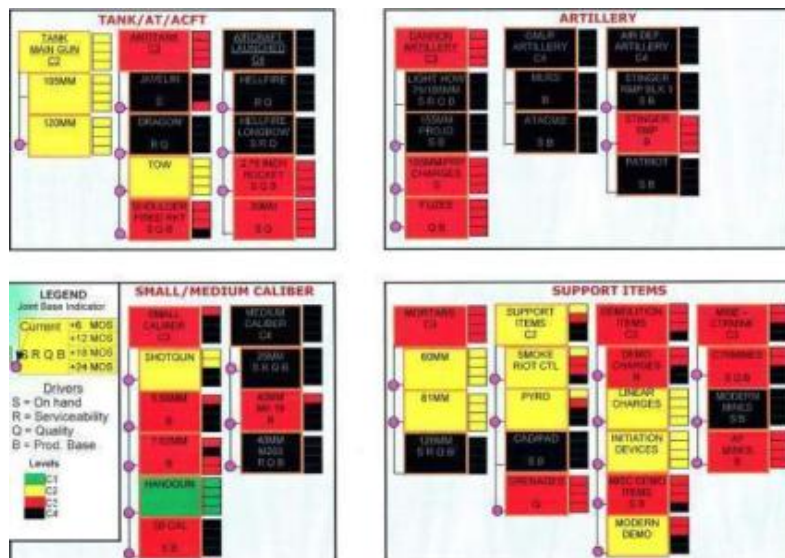 TANK/AT/ACFT
TANK
MAIN GUN
C2
105MM
120MM
ANTITANK
C3
JAVELIN
S
DRAGON
R Q
TOW
SHOULDER
FIRED RKT
S Q B
AIRCRAFT
LAUNCHED
C4
HELLFIRE
R Q
HELLFIRE
LONGBOW
S R Q
2.75 INCH
ROCKET
S Q B
30MM
S Q
ARTILLERY
CANNON
ARTILLERY
C3
LIGHT HOW
75/105MM
S R Q B
155MM
PROJO
S B
155MM PROP
CHARGES
FUZES
Q B
GMLR
ARTILLERY
C4
MLRS
R
ATACMS
S B
AIR DEF
ARTILLERY
C4
STINGER
RMP BLK 1
S B
STINGER
RMP
PATRIOT
S B
LEGEND
Joint Base Indicator
Current
+6 MOS
+12 MOS
+18 MOS
+24 MOS
S R Q B
Drivers
S = On hand
R = Serviceability
Q = Quality
B = Prod. Base
Levels
C1
C2
C3
C4
SMALL/MEDIUM CALIBER
SMALL
CALIBER
C3
SHOTGUN
5.56MM
B
7.62MM
B
HANDGUN
.50 CAL
S B
MEDIUM
CALIBER
C4
25MM
S R Q B
40MM
MK 19
R
40MM
M203
R Q B
SUPPORT ITEMS
MORTARS
C3
60MM
81MM
120MM
S R Q B
SUPPORT
ITEMS
C2
SMOKE
RIOT CTL
PYRO
CAD/PAD
S B
GRENADES
Q
DEMOLITION
ITEMS
C3
DEMO
CHARGES
R
LINEAR
CHARGES
INITIATION
DEVICES
MISC DEMO
ITEMS
S B
MODERN
DEMO
C3
S Q B
MODERN
MINES
S B
AP
MINES
S